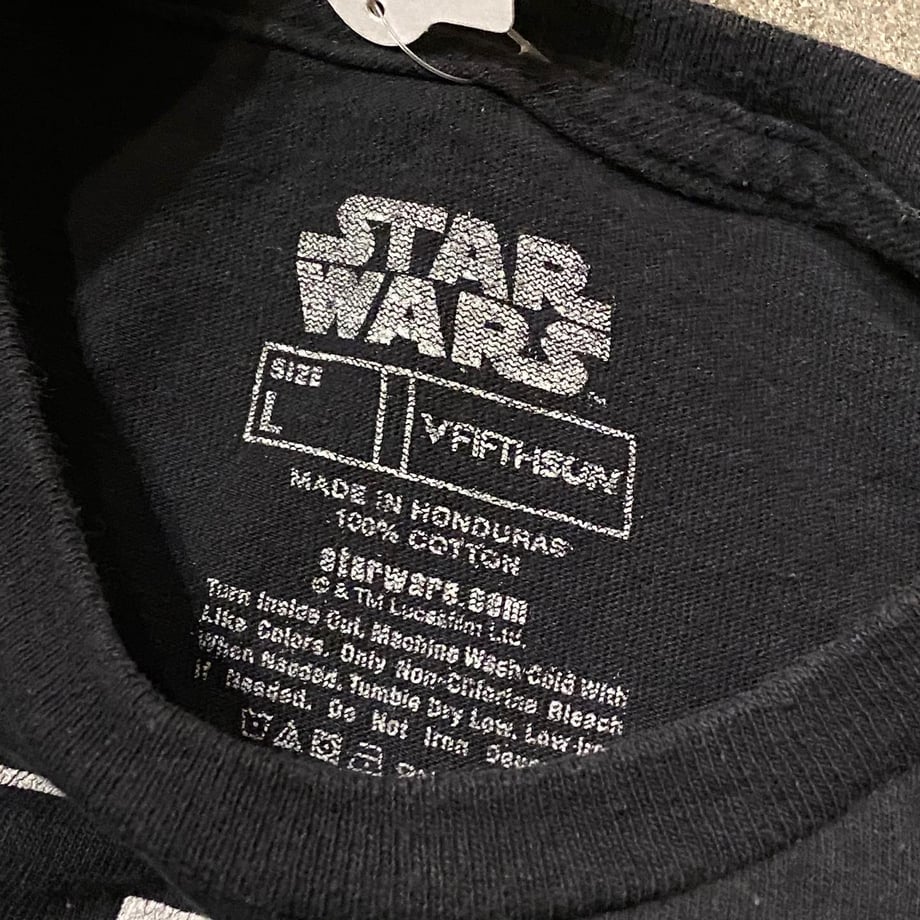 STAR
WARS
TM
SIZE
L
FIFTHSUN
MADE IN HONDURAS
100% COTTON
starwars.com
© & TM Lucasfilm Ltd.
Turn Inside Out. Machine Wash Cold With
Like Colors. Only Non-Chlorine Bleach
When Needed. Tumble Dry Low. Low Iron
If Needed. Do Not Iron